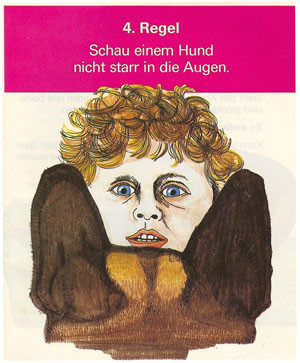 4. Regel
Schau einem Hund
nicht starr in die Augen.